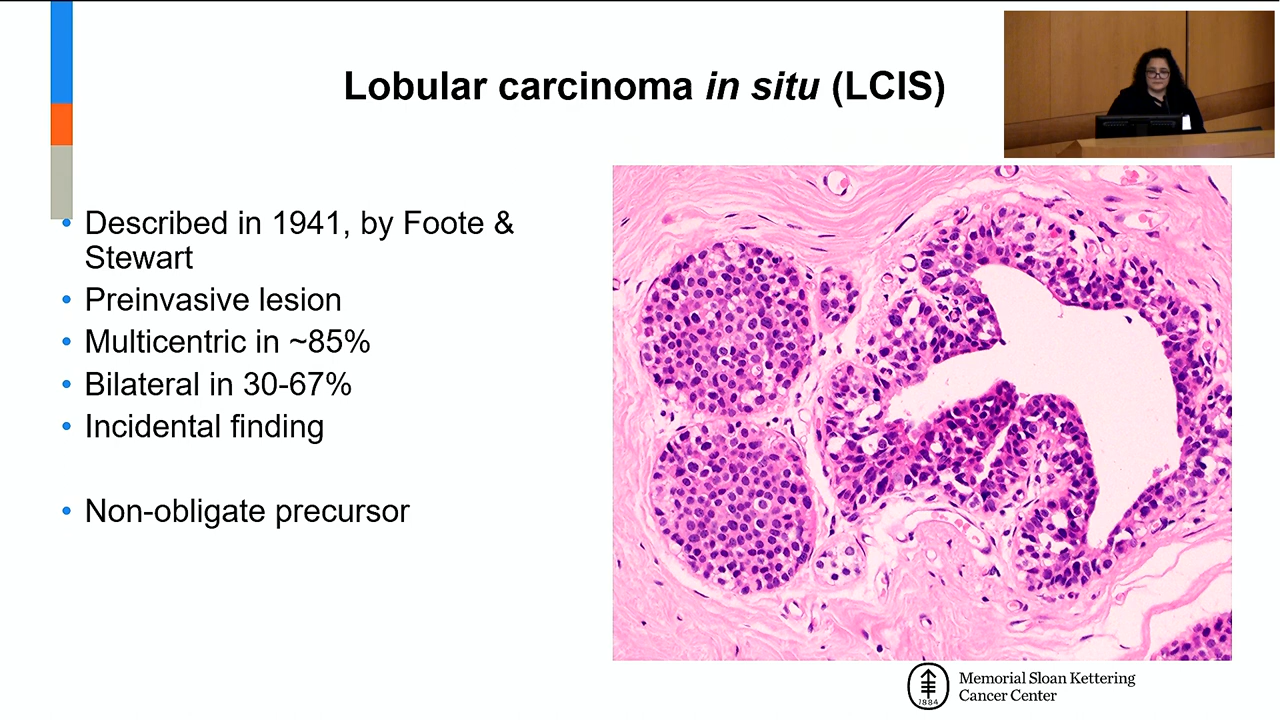 Lobular carcinoma in situ (LCIS)
• Described in 1941, by Foote &
Stewart
• Preinvasive lesion
• Multicentric in ~85%
• Bilateral in 30-67%
• Incidental finding
• Non-obligate precursor
1884
Memorial Sloan Kettering
Cancer Center